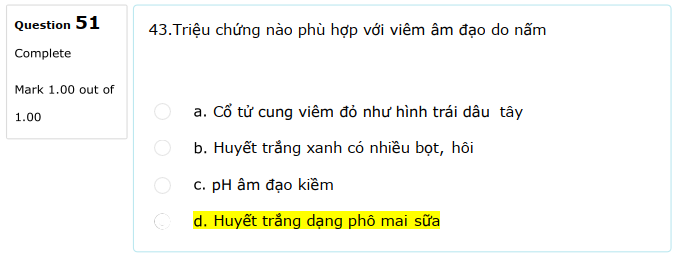 Question 51
Complete
Mark 1.00 out of
1.00
43.Triệu chứng nào phù hợp với viêm âm đạo do nấm
a. Cổ tử cung viêm đỏ như hình trái dâu tây
b. Huyết trắng xanh có nhiều bọt, hôi
c. pH âm đạo kiềm
d. Huyết trắng dạng phô mai sữa